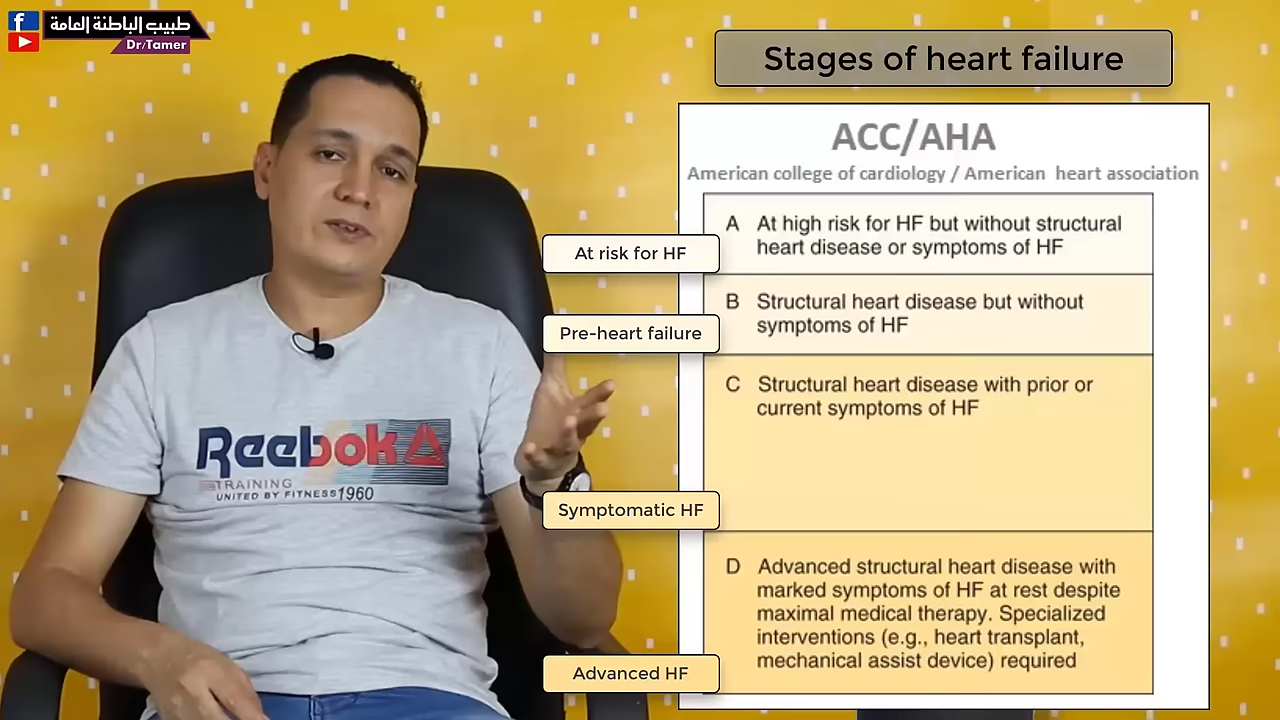 طبيب الباطنة العامة
Dr/Tamer
Stages of heart failure
ACC/AHA
American college of cardiology / American heart association
A At high risk for HF but without structural
heart disease or symptoms of HF
At risk for HF
B Structural heart disease but without
symptoms of HF
Pre-heart failure
C Structural heart disease with prior or
current symptoms of HF
Symptomatic HF
D Advanced structural heart disease with
marked symptoms of HF at rest despite
maximal medical therapy. Specialized
interventions (e.g., heart transplant,
mechanical assist device) required
Advanced HF
Reebok
TRAINING
UNITED BY FITNESS 1960